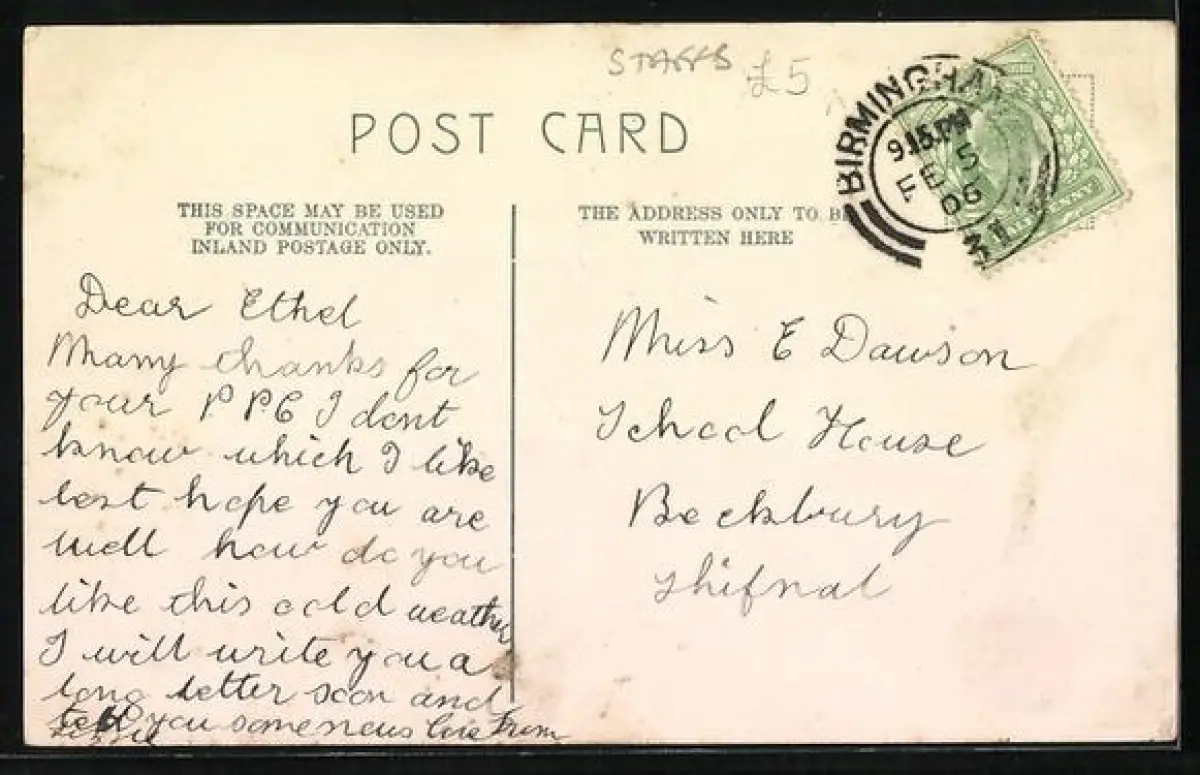 STAFFS £5
POST CARD
BIRMINGHAM
9.15.PM
FE 5
06
THIS SPACE MAY BE USED
FOR COMMUNICATION
INLAND POSTAGE ONLY.
THE ADDRESS ONLY TO BE
WRITTEN HERE
Dear Ethel
Many thanks for
your P P C I dont
know which I like
best hope you are
well how do you
like this cold weather
I will write you a
long letter soon and
tell you some news love from
Lizzie
Miss E Dawson
School House
Beckbury
Shifnal